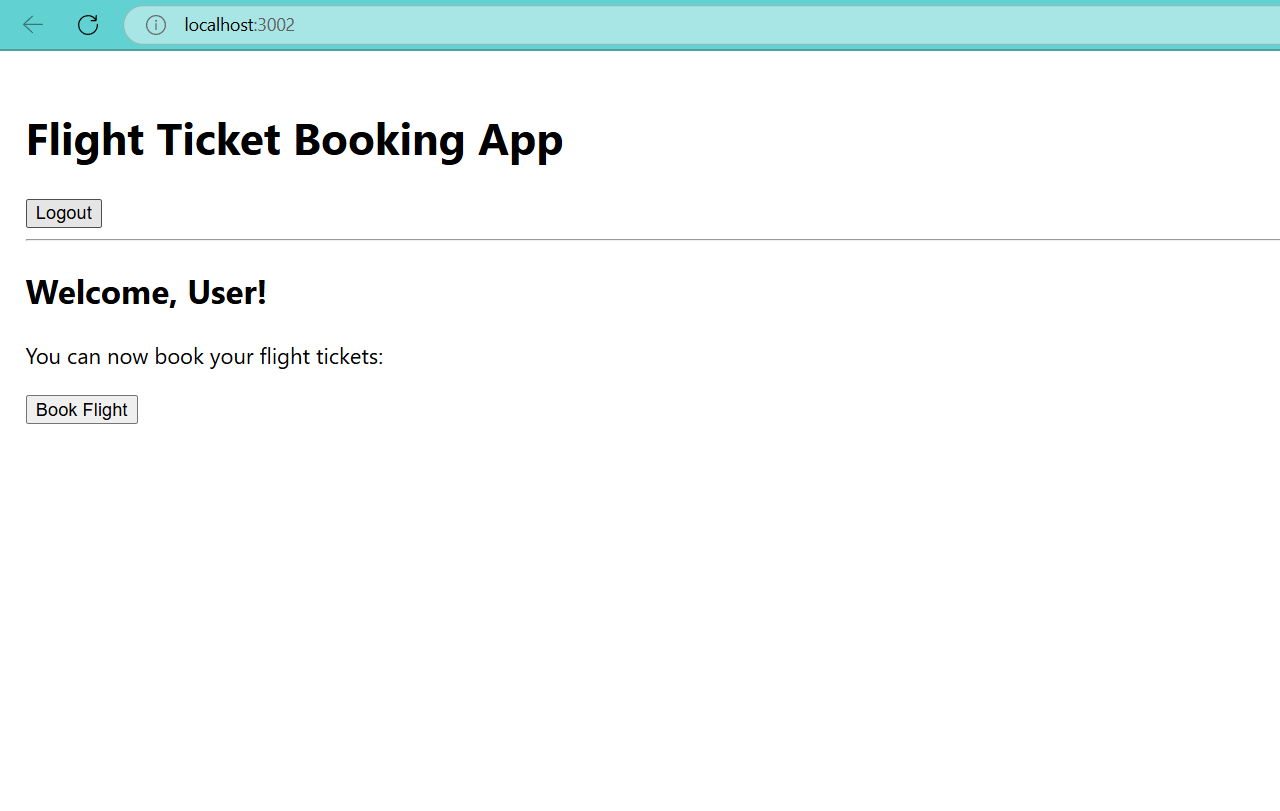 localhost:3002
Flight Ticket Booking App
Logout
Welcome, User!
You can now book your flight tickets:
Book Flight